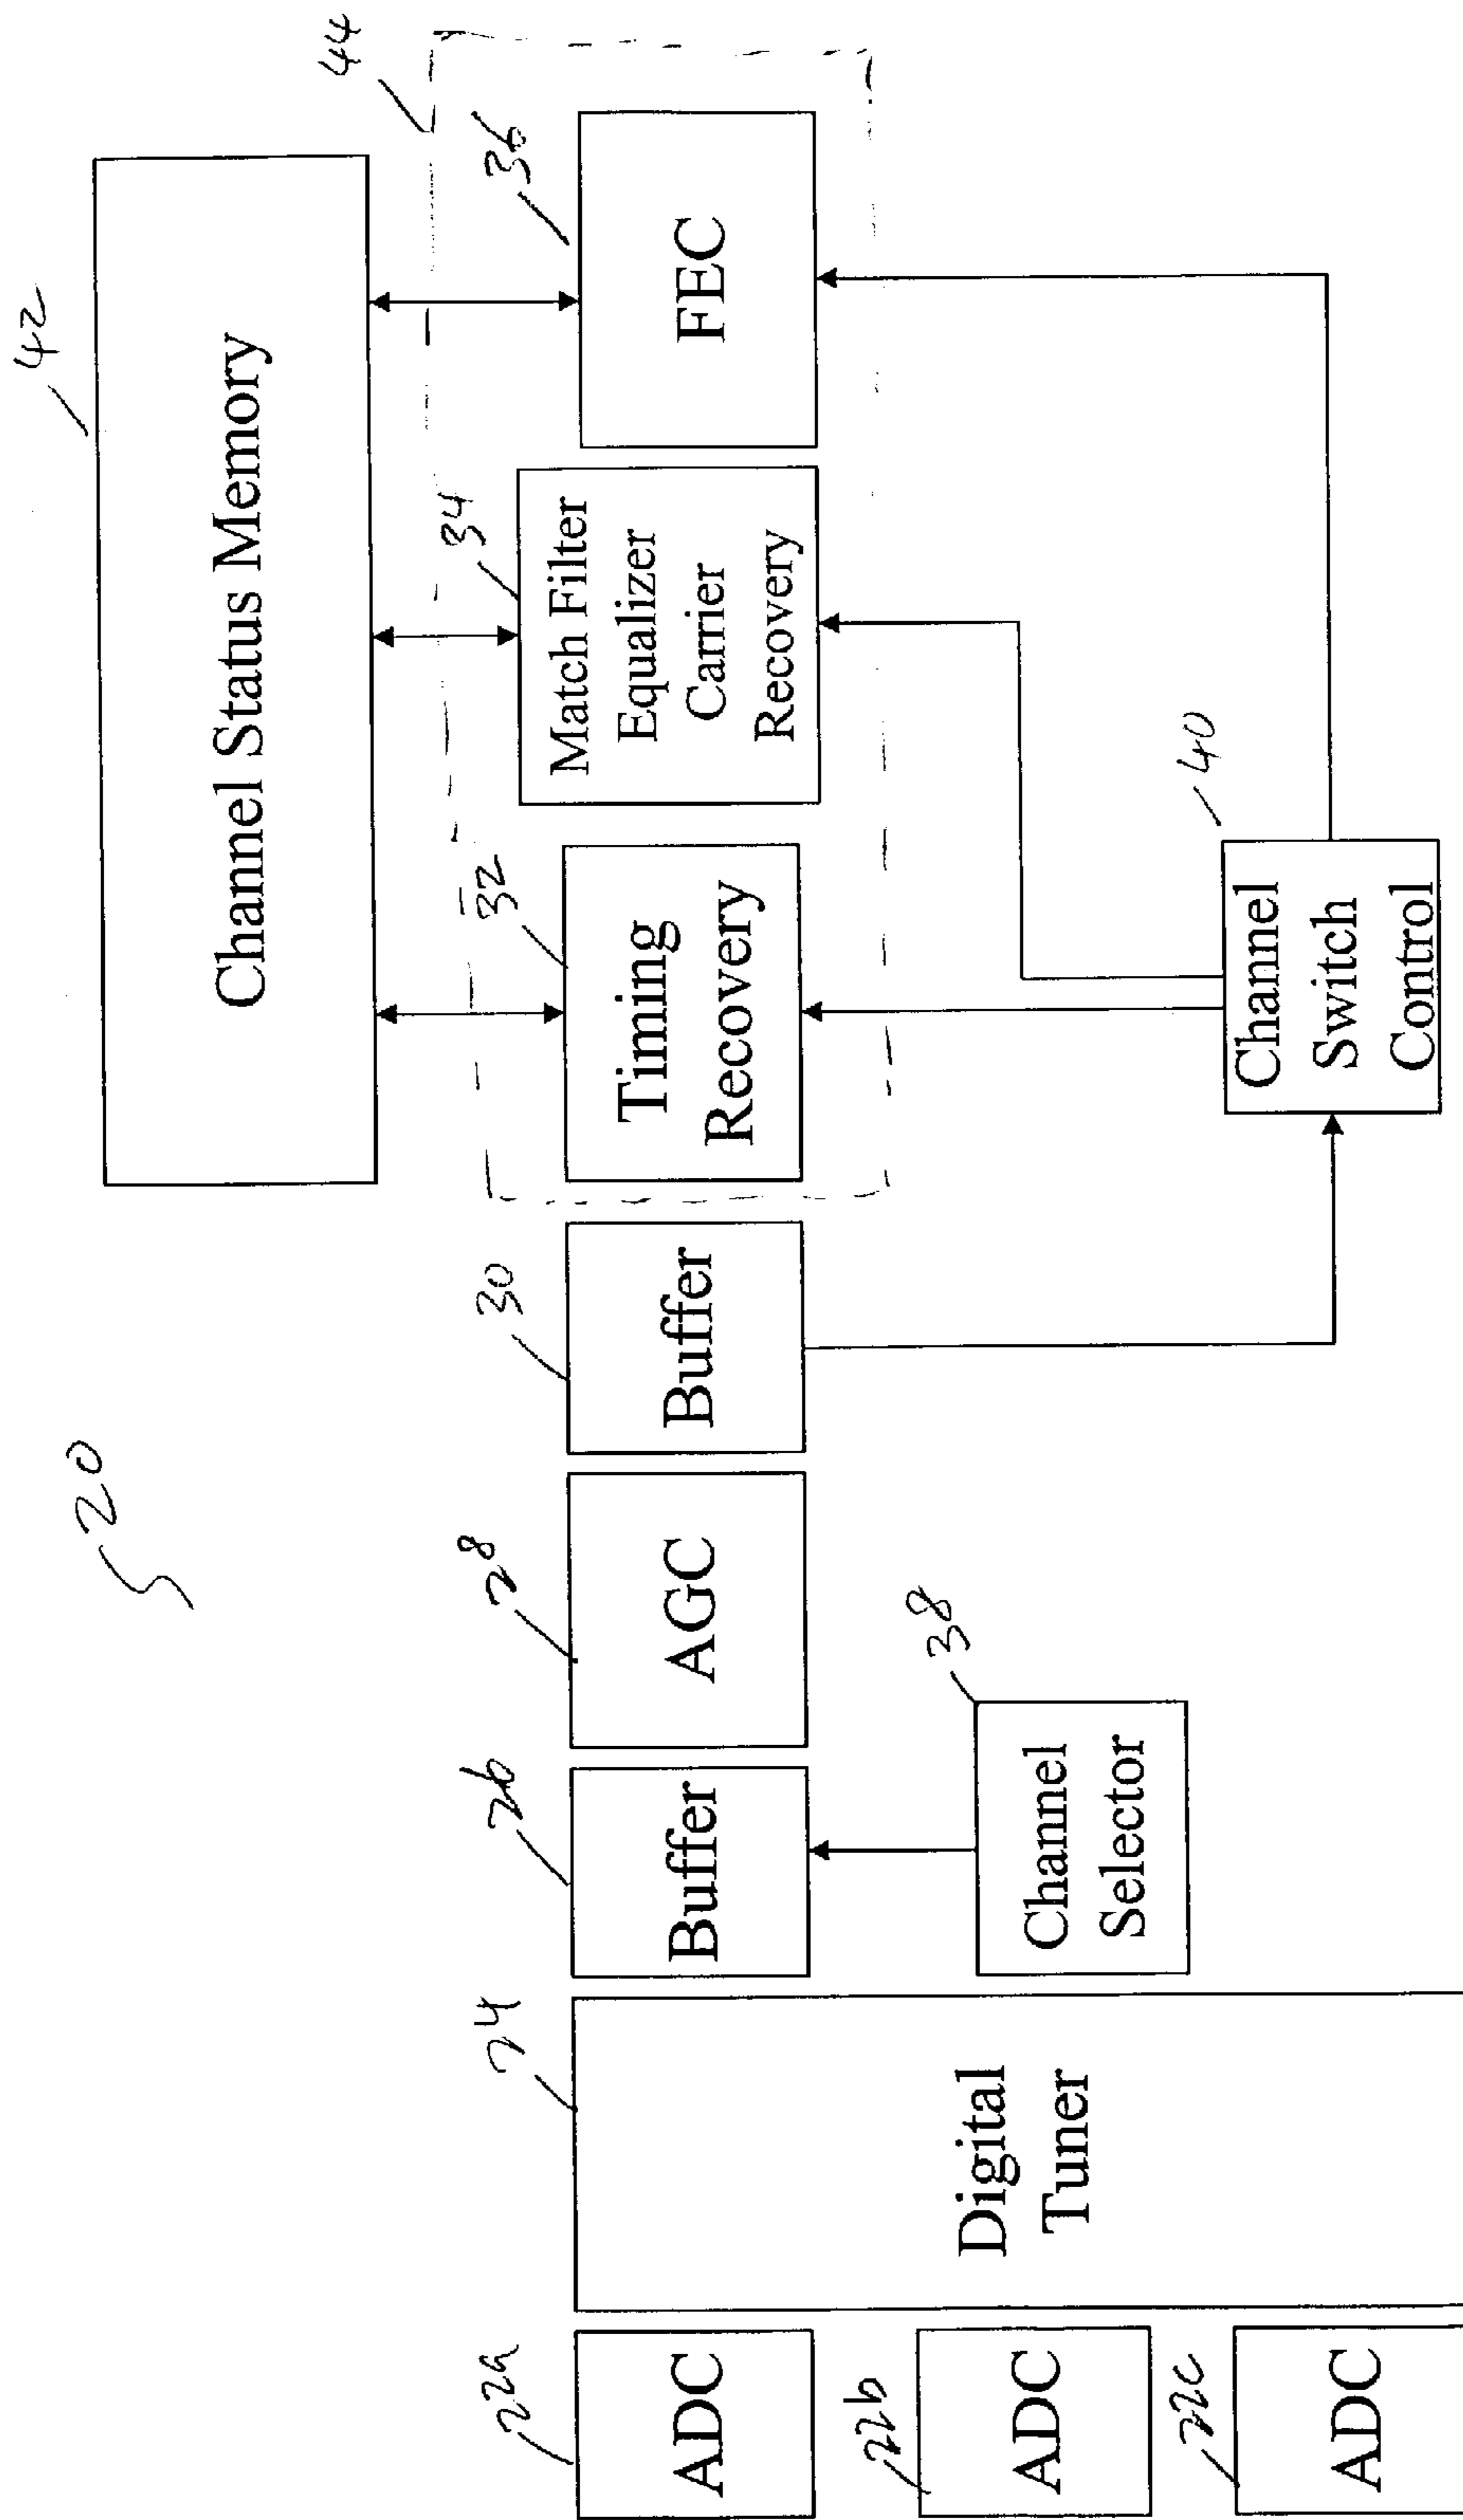 20
42
Channel Status Memory
44
22a
ADC
22b
ADC
22c
ADC
24
Digital
Tuner
26
Buffer
38
Channel
Selector
28
AGC
30
Buffer
32
Timing
Recovery
34
Match Filter
Equalizer
Carrier
Recovery
36
FEC
40
Channel
Switch
Control